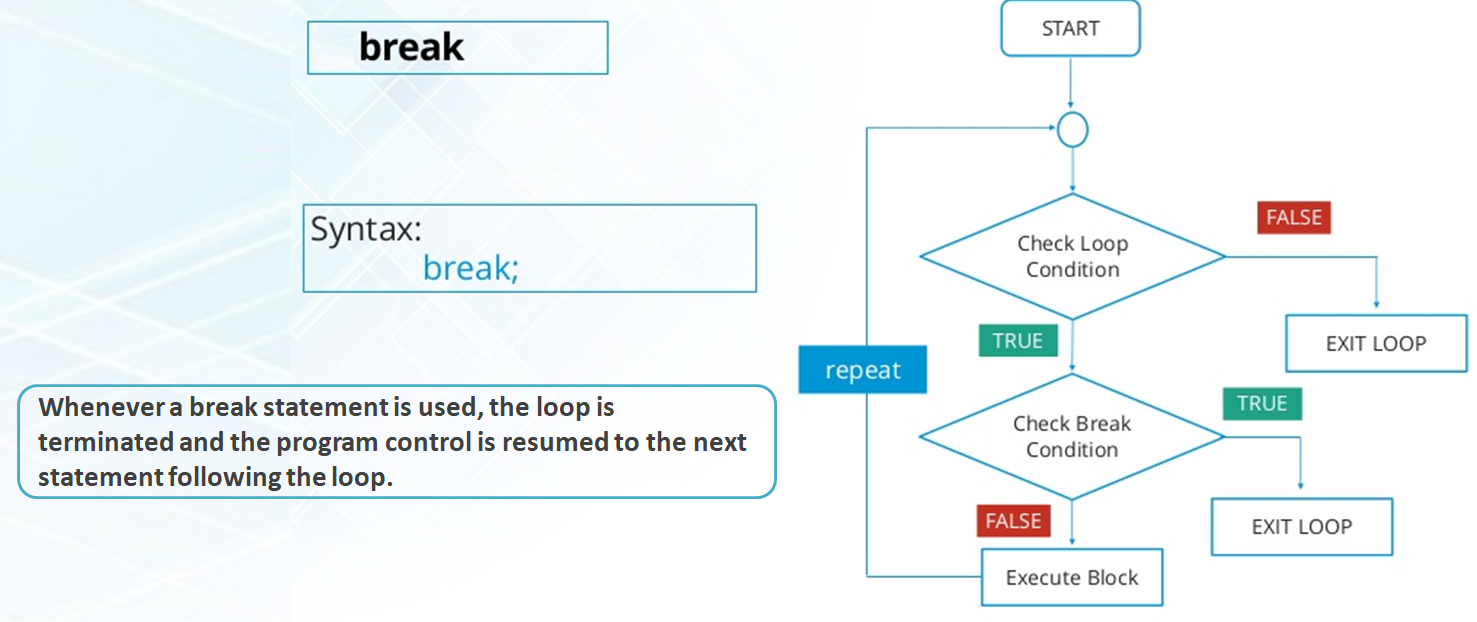 break
Syntax:
break;
Whenever a break statement is used, the loop is
terminated and the program control is resumed to the next
statement following the loop.
START
Check Loop
Condition
FALSE
EXIT LOOP
TRUE
repeat
Check Break
Condition
TRUE
EXIT LOOP
FALSE
Execute Block